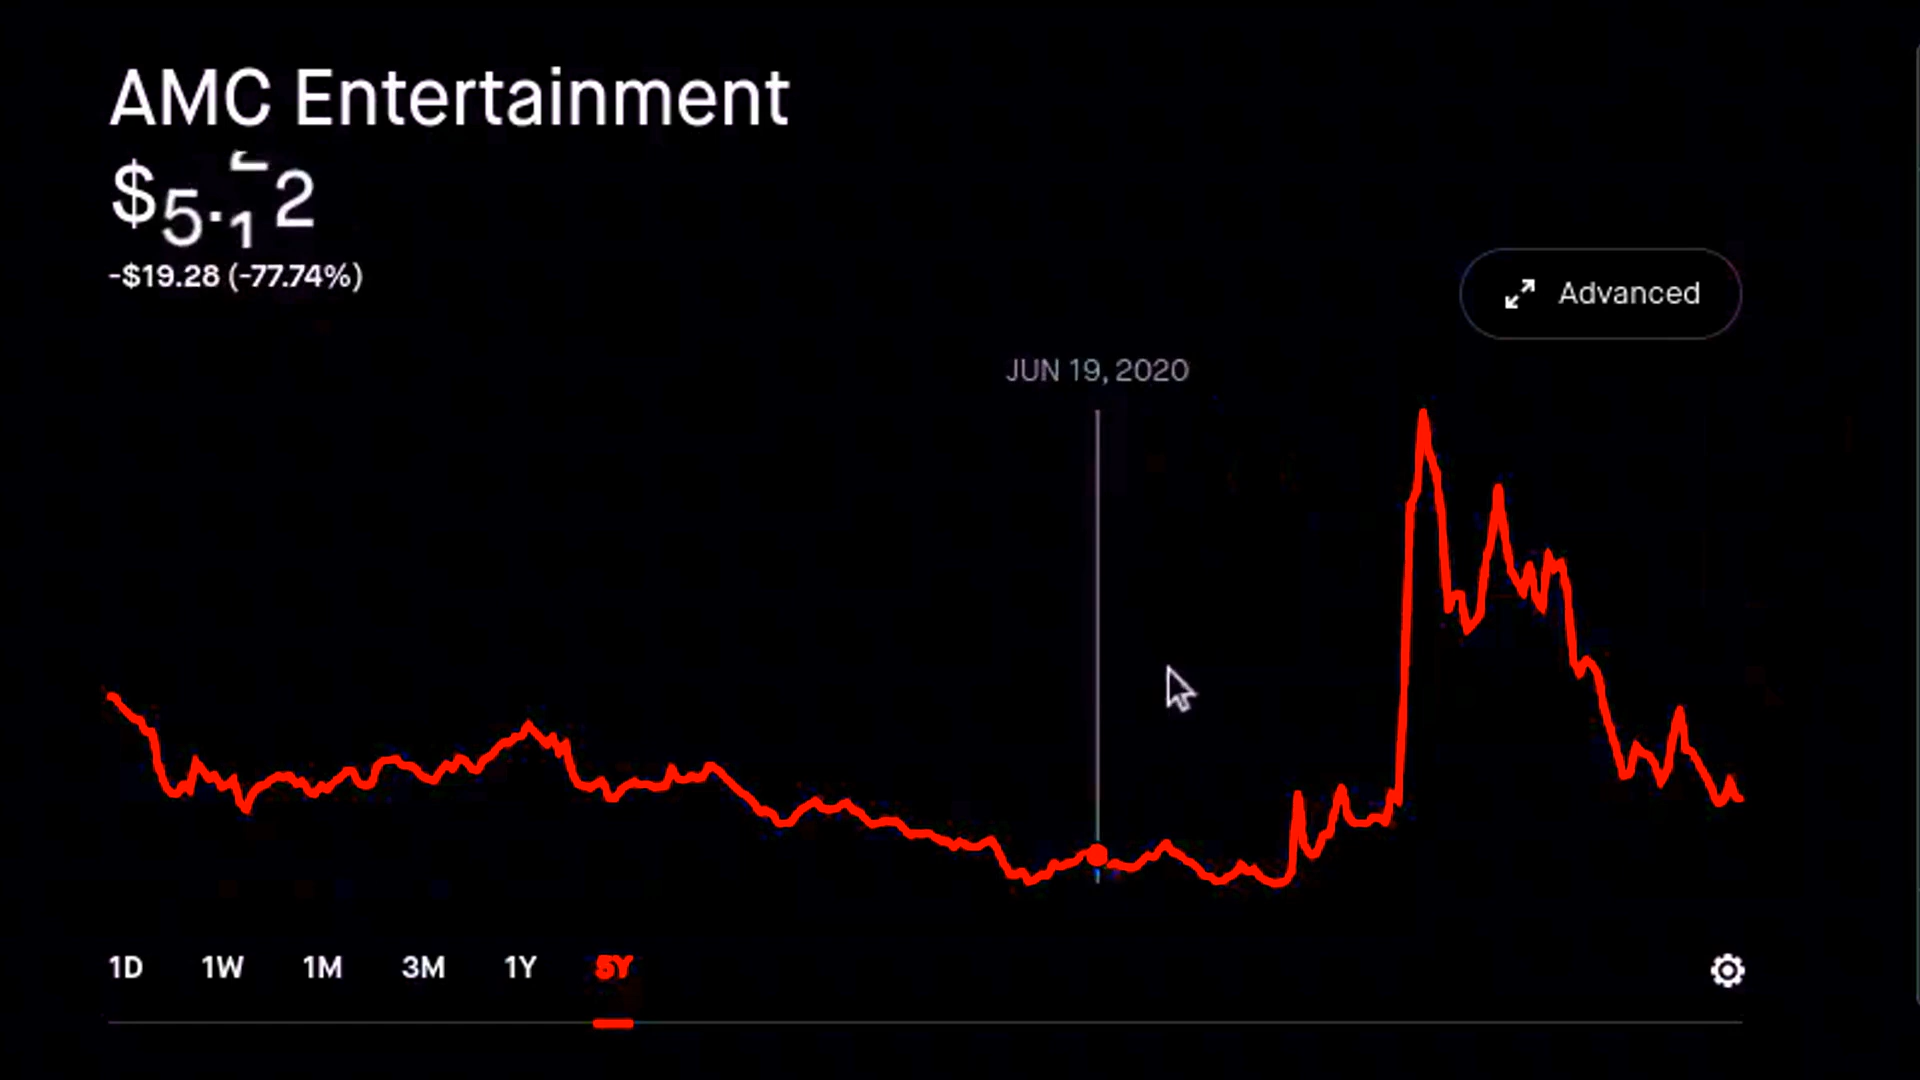 AMC Entertainment
-$19.28 (-77.74%)
Advanced
JUN 19, 2020
1D 1W 1M 3M 1Y 5Y